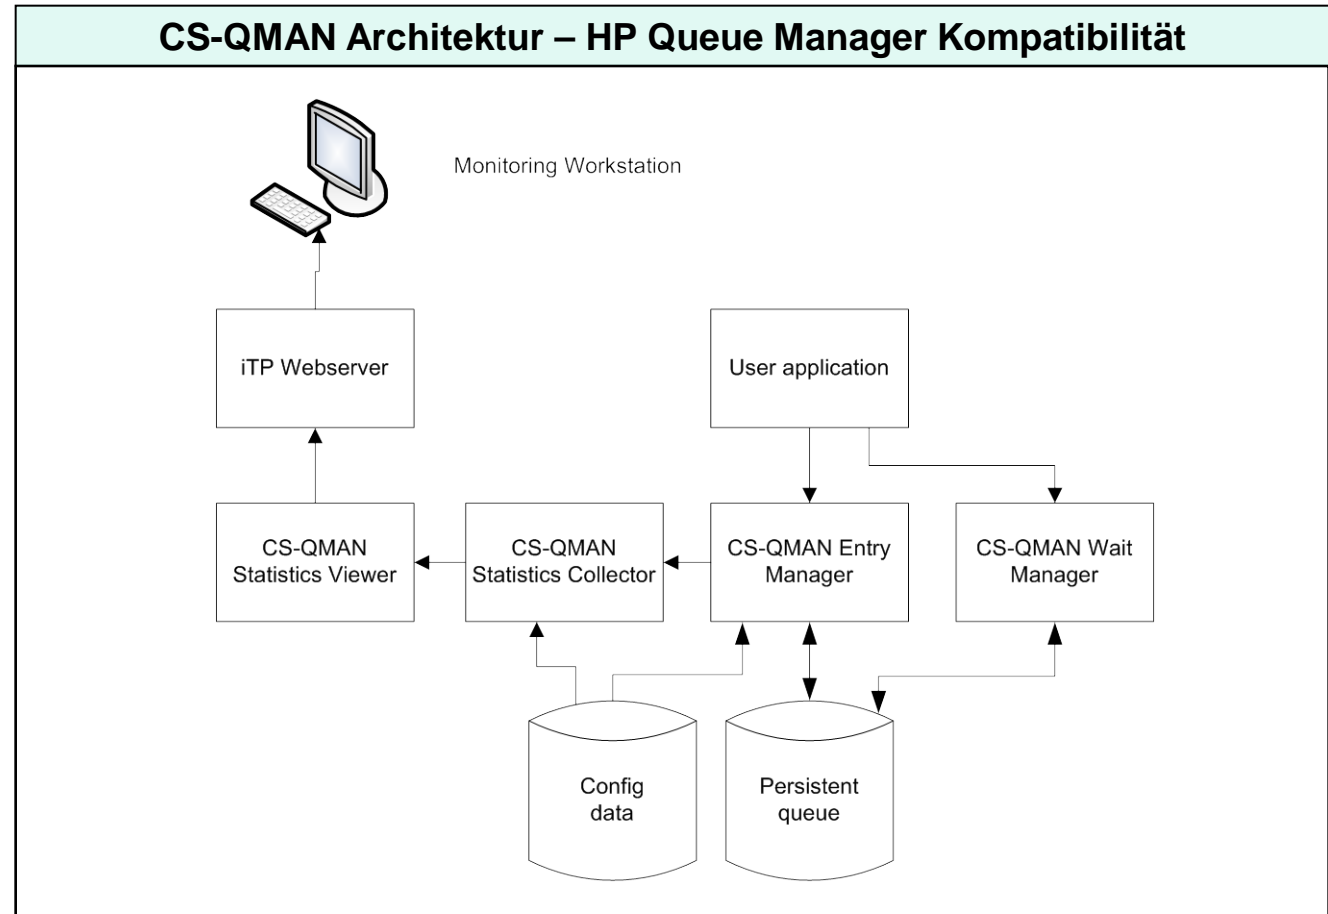 CS-QMAN Architektur – HP Queue Manager Kompatibilität
Monitoring Workstation
iTP Webserver
User application
CS-QMAN
Statistics Viewer
CS-QMAN
Statistics Collector
CS-QMAN Entry
Manager
CS-QMAN Wait
Manager
Config
data
Persistent
queue